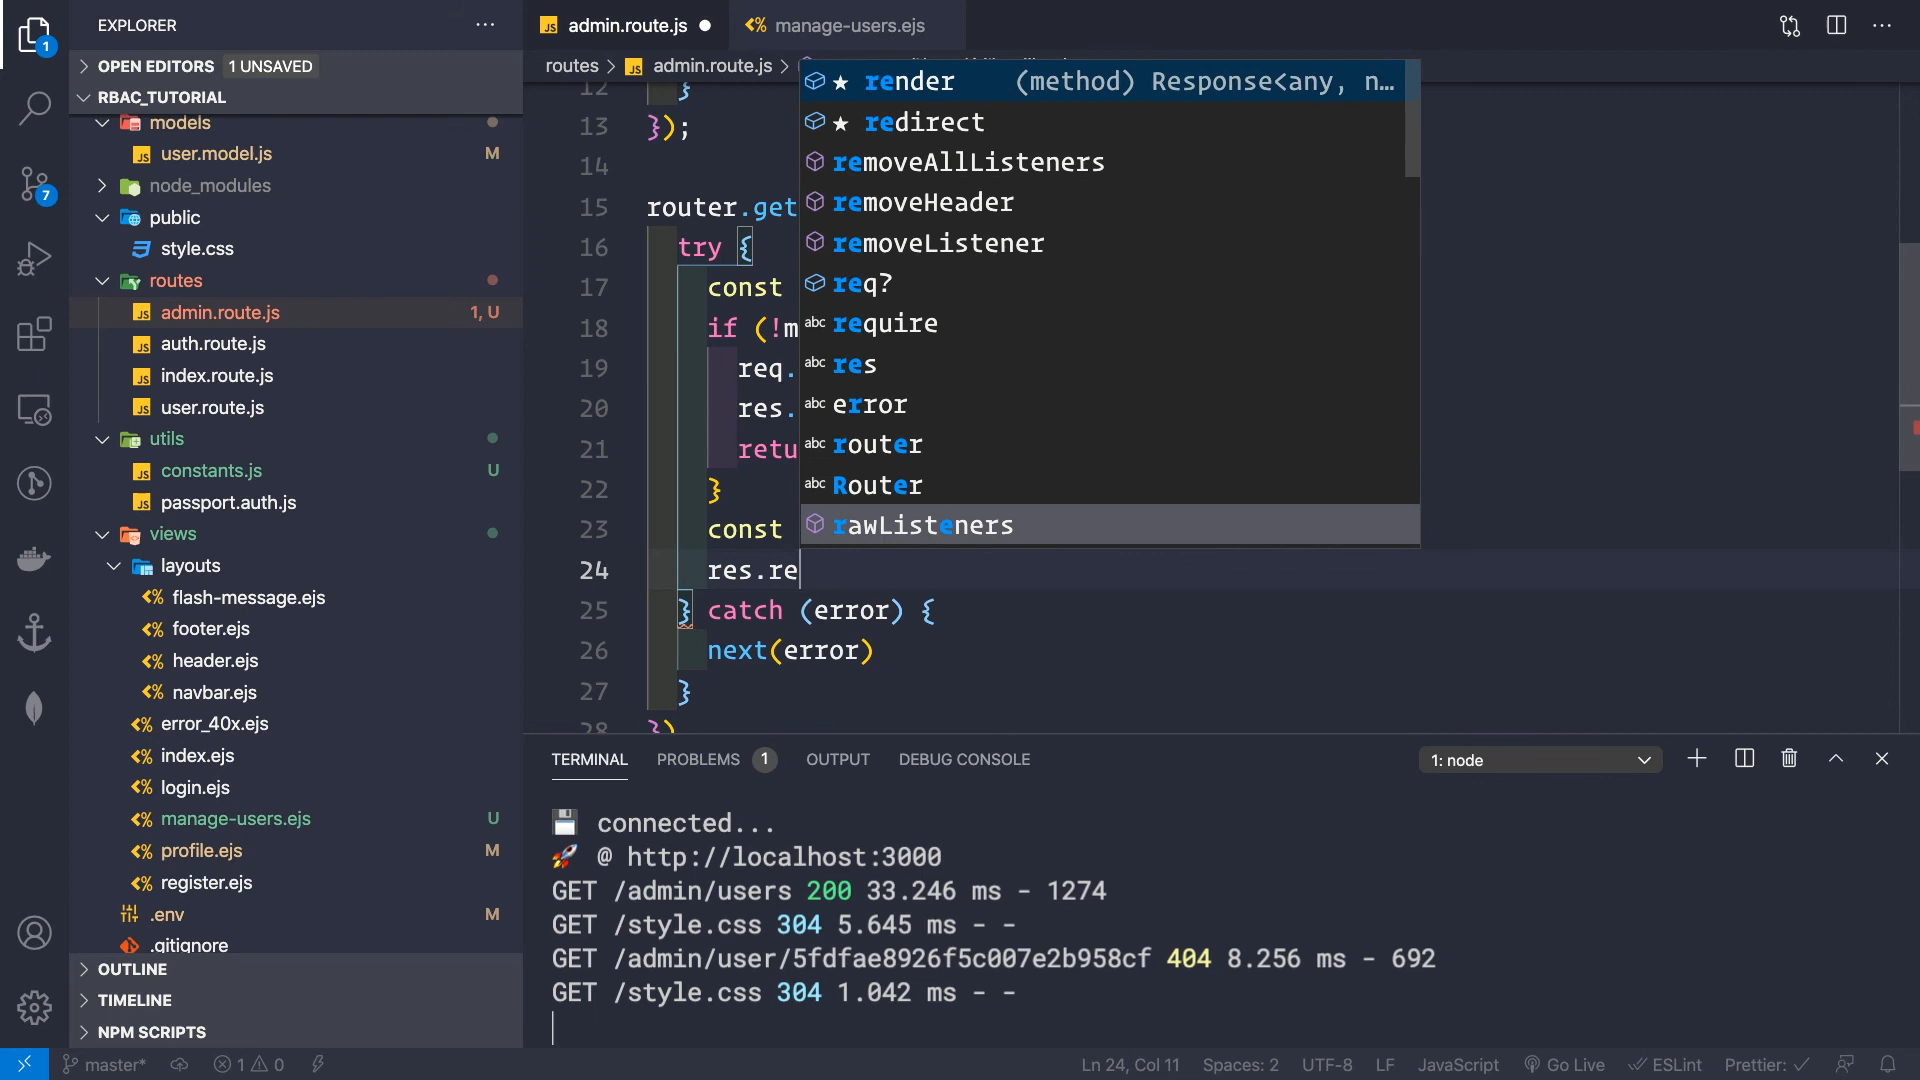 EXPLORER
OPEN EDITORS 1 UNSAVED
RBAC_TUTORIAL
models
user.model.js M
node_modules
public
style.css
routes
admin.route.js 1, U
auth.route.js
index.route.js
user.route.js
utils
constants.js U
passport.auth.js
views
layouts
flash-message.ejs
footer.ejs
header.ejs
navbar.ejs
error_40x.ejs
index.ejs
login.ejs
manage-users.ejs U
profile.ejs M
register.ejs
.env M
.gitignore
OUTLINE
TIMELINE
NPM SCRIPTS
1
7
admin.route.js
manage-users.ejs
routes > admin.route.js >
12 }
13 });
14
15 router.get
16 try {
17 const
18 if (!m
19 req.
20 res.
21 retu
22 }
23 const
24 res.re
25 } catch (error) {
26 next(error)
27 }
28 })
★ render (method) Response<any, n…
★ redirect
removeAllListeners
removeHeader
removeListener
req?
abc require
abc res
abc error
abc router
abc Router
rawListeners
TERMINAL PROBLEMS 1 OUTPUT DEBUG CONSOLE 1: node
connected...
@ http://localhost:3000
GET /admin/users 200 33.246 ms - 1274
GET /style.css 304 5.645 ms - -
GET /admin/user/5fdfae8926f5c007e2b958cf 404 8.256 ms - 692
GET /style.css 304 1.042 ms - -
master* 1 0 Ln 24, Col 11 Spaces: 2 UTF-8 LF JavaScript Go Live ESLint Prettier: ✓